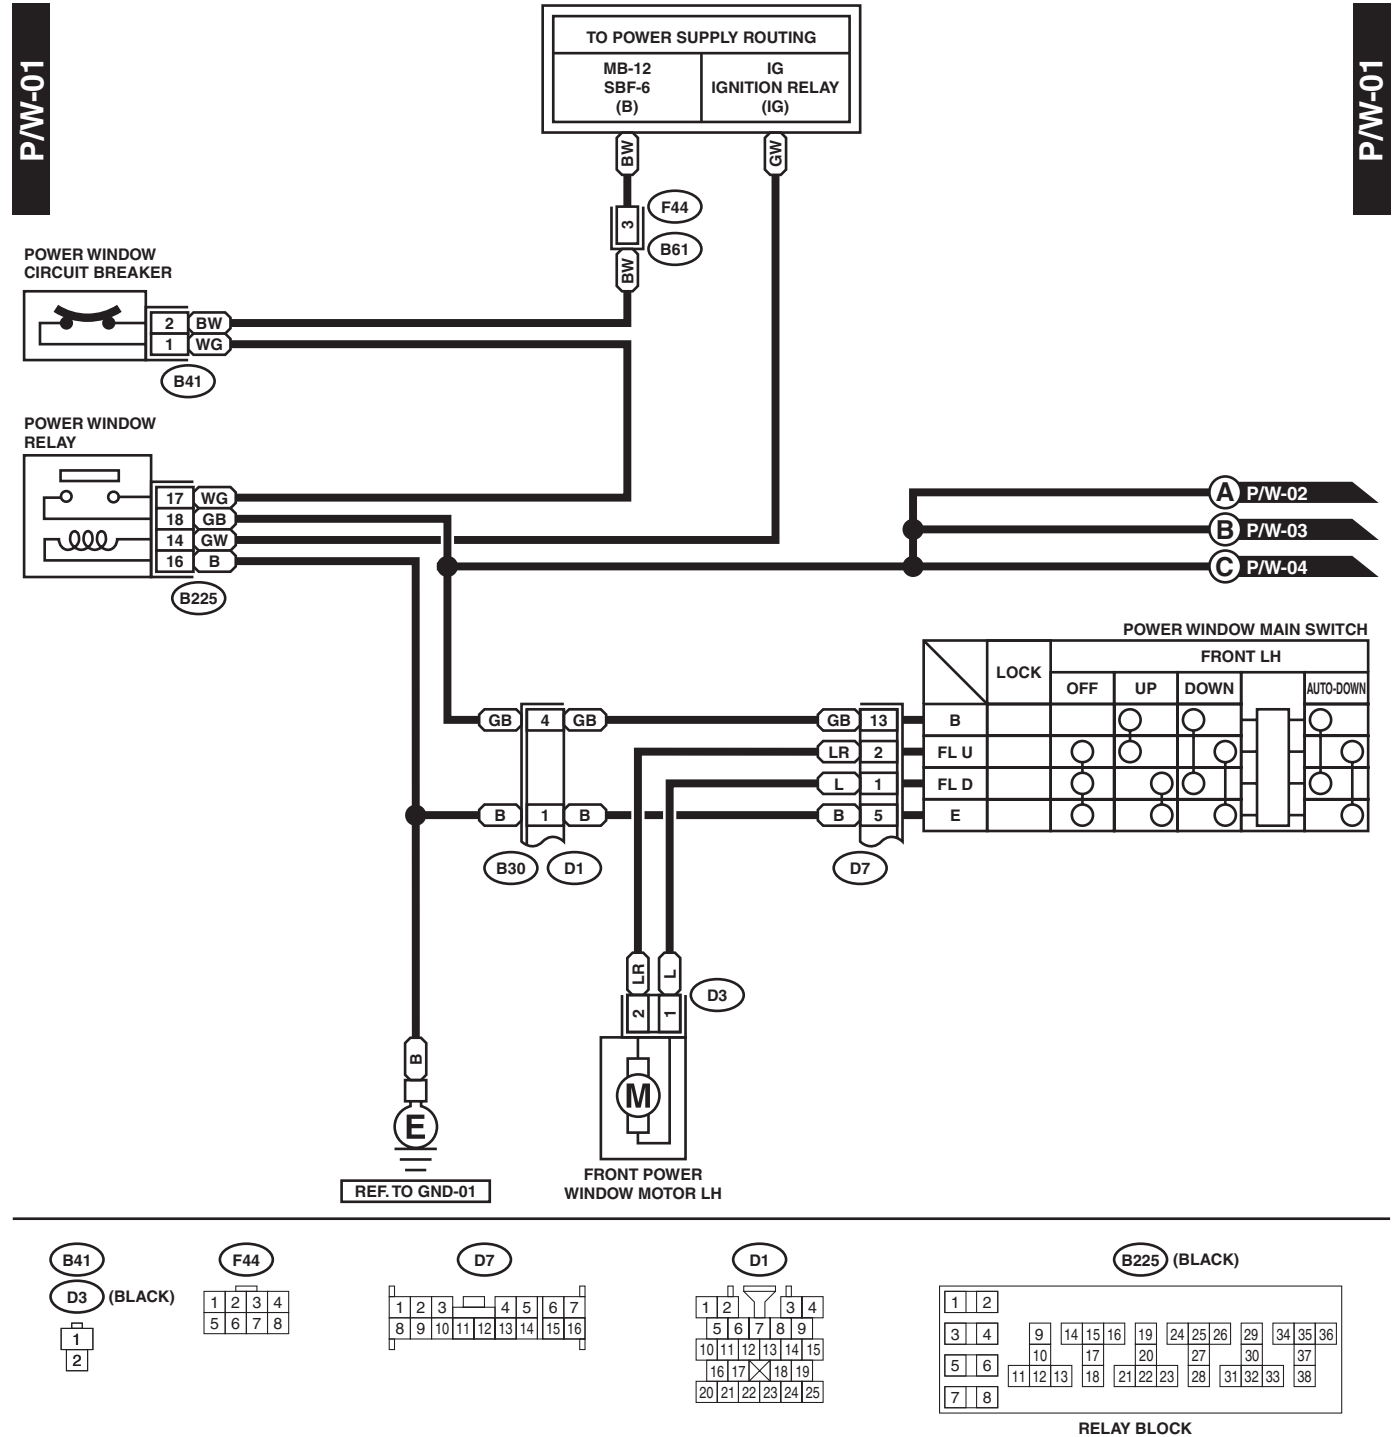 P/W-01
P/W-01
TO POWER SUPPLY ROUTING
MB-12
SBF-6
(B)
IG
IGNITION RELAY
(IG)
BW
GW
3
F44
B61
BW
POWER WINDOW
CIRCUIT BREAKER
2 BW
1 WG
B41
POWER WINDOW
RELAY
17 WG
18 GB
14 GW
16 B
B225
A P/W-02
B P/W-03
C P/W-04
POWER WINDOW MAIN SWITCH
LOCK
FRONT LH
OFF UP DOWN AUTO-DOWN
GB 4 GB GB 13 B
LR 2 FL U
L 1 FL D
B 1 B B 5 E
B30 D1 D7
LR L
2 1
D3
M
FRONT POWER
WINDOW MOTOR LH
B
E
REF. TO GND-01
B41
D3 (BLACK)
1
2
F44
1 2 3 4
5 6 7 8
D7
1 2 3 4 5 6 7
8 9 10 11 12 13 14 15 16
D1
1 2 3 4
5 6 7 8 9
10 11 12 13 14 15
16 17 18 19
20 21 22 23 24 25
B225 (BLACK)
1 2
3 4 9 14 15 16 19 24 25 26 29 34 35 36
10 17 20 27 30 37
5 6 11 12 13 18 21 22 23 28 31 32 33 38
7 8
RELAY BLOCK